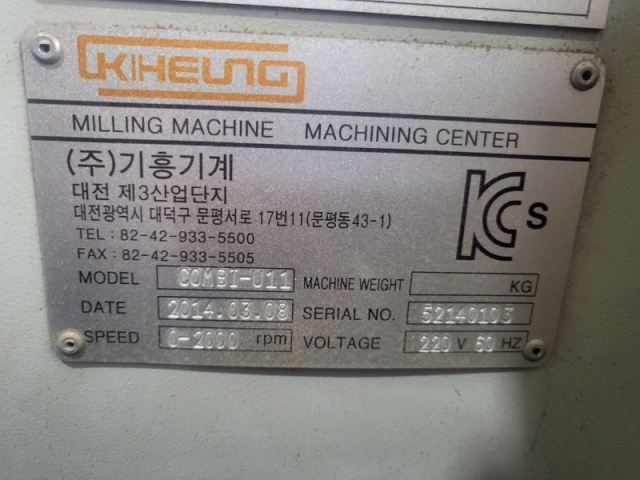 KIHEUNG
MILLING MACHINE MACHINING CENTER
(주)기흥기계
대전 제3산업단지
대전광역시 대덕구 문평서로 17번11(문평동43-1)
TEL : 82-42-933-5500
FAX : 82-42-933-5505
KCs
MODEL COMBI-U11 MACHINE WEIGHT KG
DATE 2014.03.08 SERIAL NO. 52140103
SPEED 0-2000 rpm VOLTAGE 220 V 60 HZ